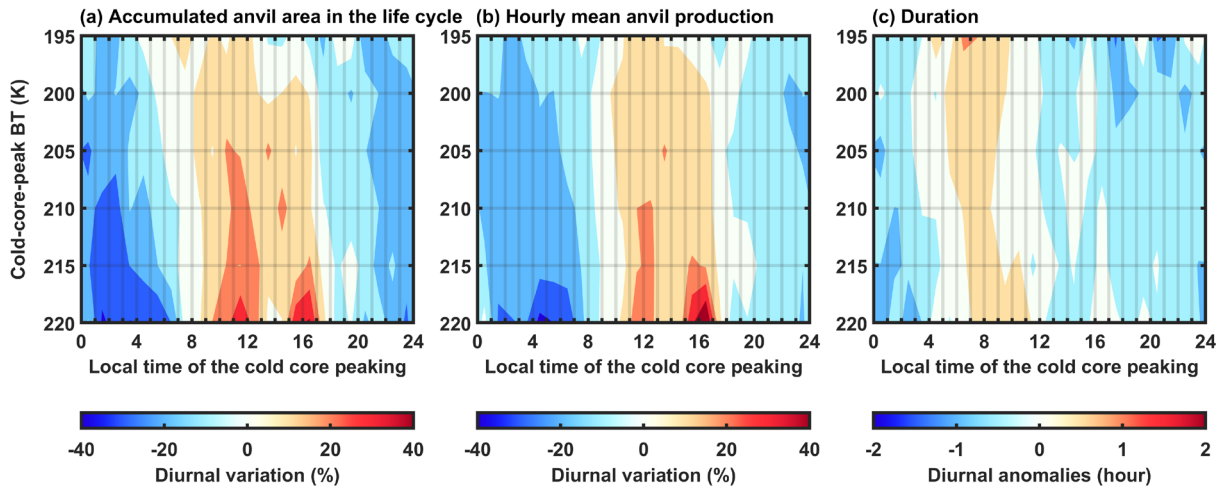 (a) Accumulated anvil area in the life cycle (b) Hourly mean anvil production (c) Duration
Cold-core-peak BT (K)
195 195 195
200 200 200
205 205 205
210 210 210
215 215 215
220 220 220
0 4 8 12 16 20 24 0 4 8 12 16 20 24 0 4 8 12 16 20 24
Local time of the cold core peaking Local time of the cold core peaking Local time of the cold core peaking
-40 -20 0 20 40 -40 -20 0 20 40 -2 -1 0 1 2
Diurnal variation (%) Diurnal variation (%) Diurnal anomalies (hour)